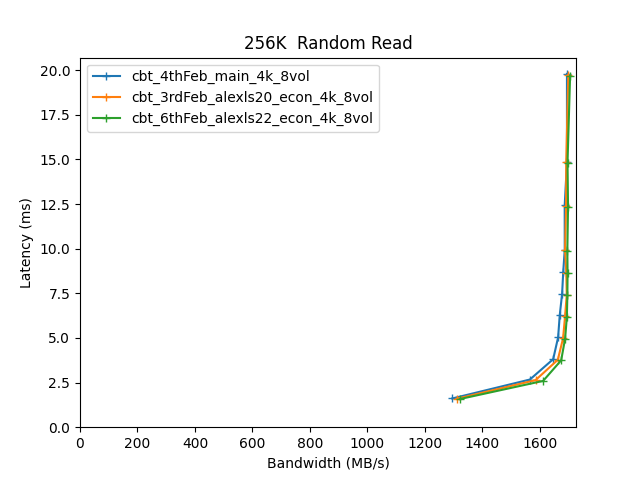 256K  Random Read
cbt_4thFeb_main_4k_8vol
cbt_3rdFeb_alexls20_econ_4k_8vol
cbt_6thFeb_alexls22_econ_4k_8vol
Latency (ms)
20.0
17.5
15.0
12.5
10.0
7.5
5.0
2.5
0.0
0 200 400 600 800 1000 1200 1400 1600
Bandwidth (MB/s)